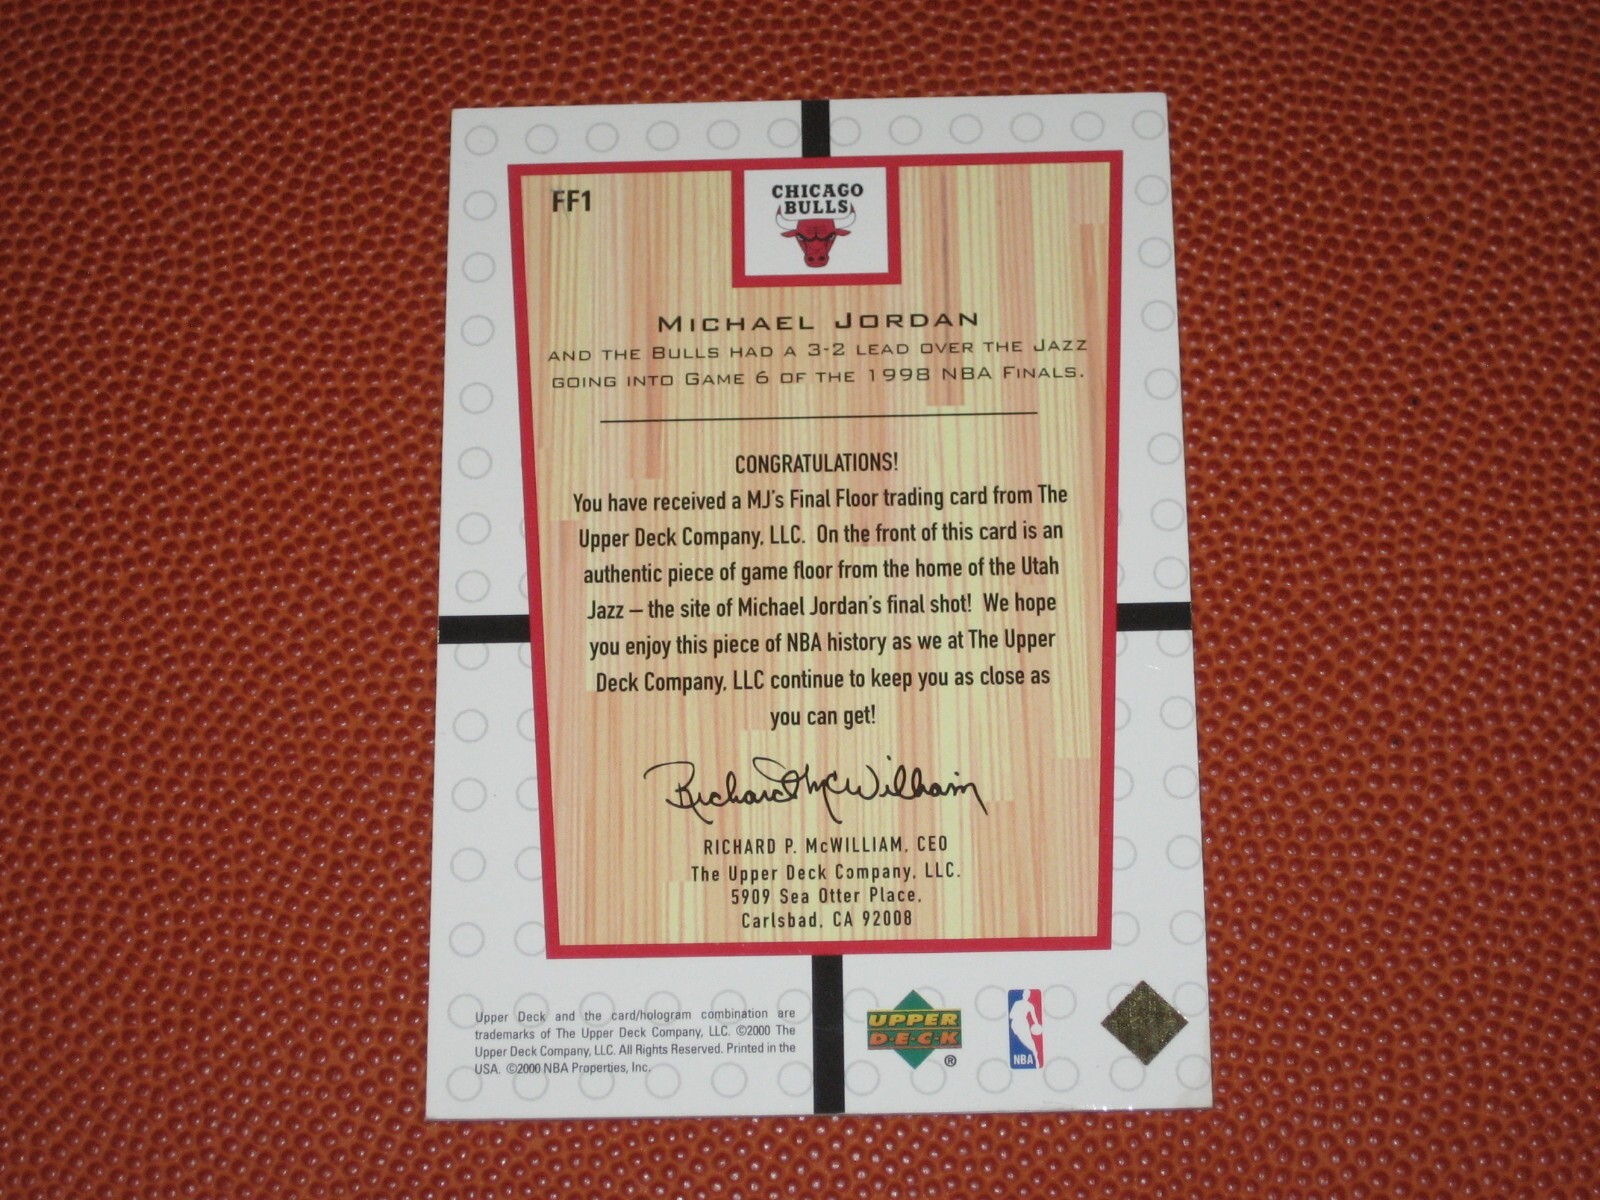 FF1
CHICAGO
BULLS
MICHAEL JORDAN
AND THE BULLS HAD A 3-2 LEAD OVER THE JAZZ
GOING INTO GAME 6 OF THE 1998 NBA FINALS.
CONGRATULATIONS!
You have received a MJ's Final Floor trading card from The
Upper Deck Company, LLC. On the front of this card is an
authentic piece of game floor from the home of the Utah
Jazz – the site of Michael Jordan's final shot! We hope
you enjoy this piece of NBA history as we at The Upper
Deck Company, LLC continue to keep you as close as
you can get!
Richard McWilliam
RICHARD P. McWILLIAM, CEO
The Upper Deck Company, LLC.
5909 Sea Otter Place,
Carlsbad, CA 92008
Upper Deck and the card/hologram combination are
trademarks of The Upper Deck Company, LLC. ©2000 The
Upper Deck Company, LLC. All Rights Reserved. Printed in the
USA. ©2000 NBA Properties, Inc.
UPPER
D·E·C·K
®
NBA